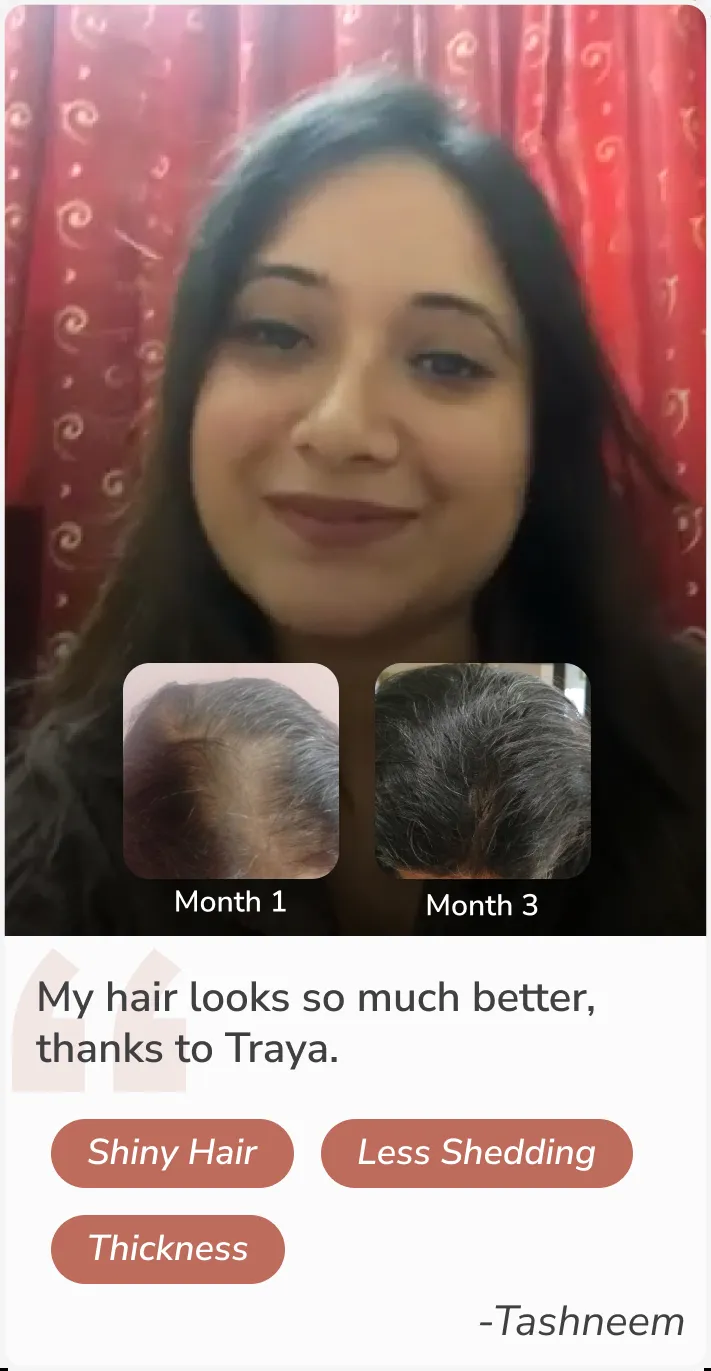 Month 1
Month 3
My hair looks so much better,
thanks to Traya.
Shiny Hair
Less Shedding
Thickness
-Tashneem